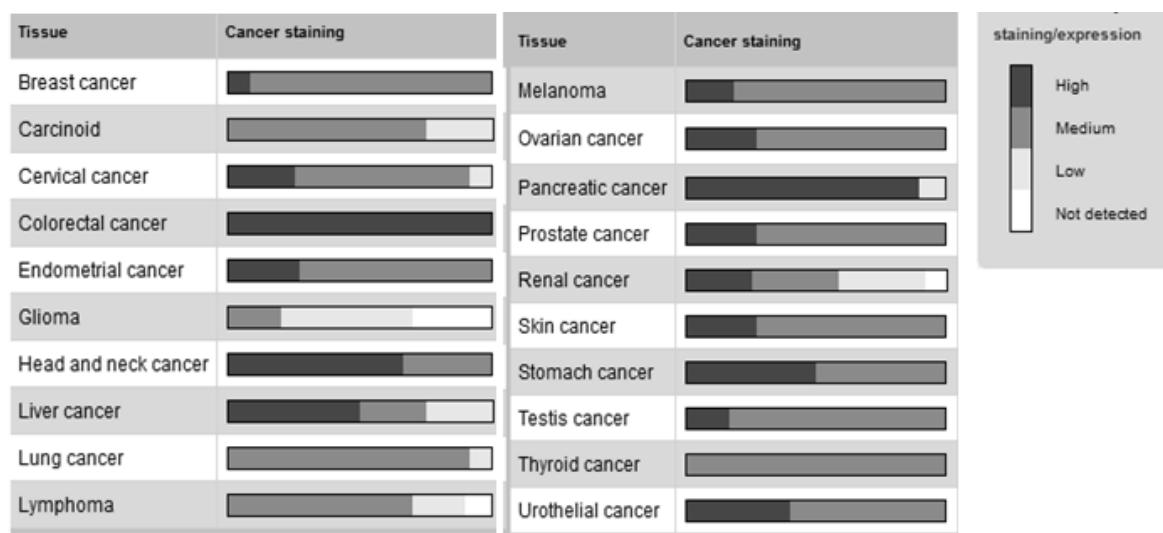 Tissue Cancer staining
Breast cancer
Carcinoid
Cervical cancer
Colorectal cancer
Endometrial cancer
Glioma
Head and neck cancer
Liver cancer
Lung cancer
Lymphoma
Tissue Cancer staining
Melanoma
Ovarian cancer
Pancreatic cancer
Prostate cancer
Renal cancer
Skin cancer
Stomach cancer
Testis cancer
Thyroid cancer
Urothelial cancer
staining/expression
High
Medium
Low
Not detected